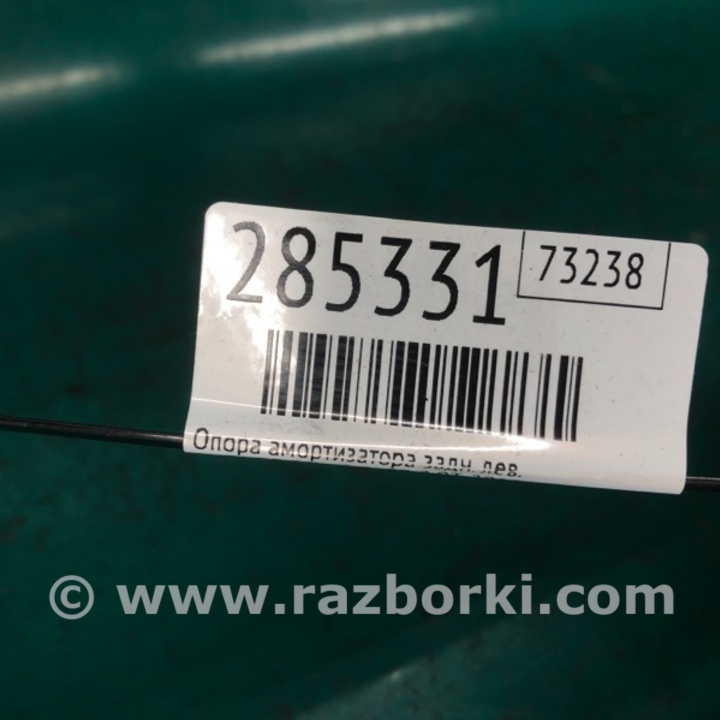 285331 73238
Опора амортизатора задн. лев.
© www.razborki.com